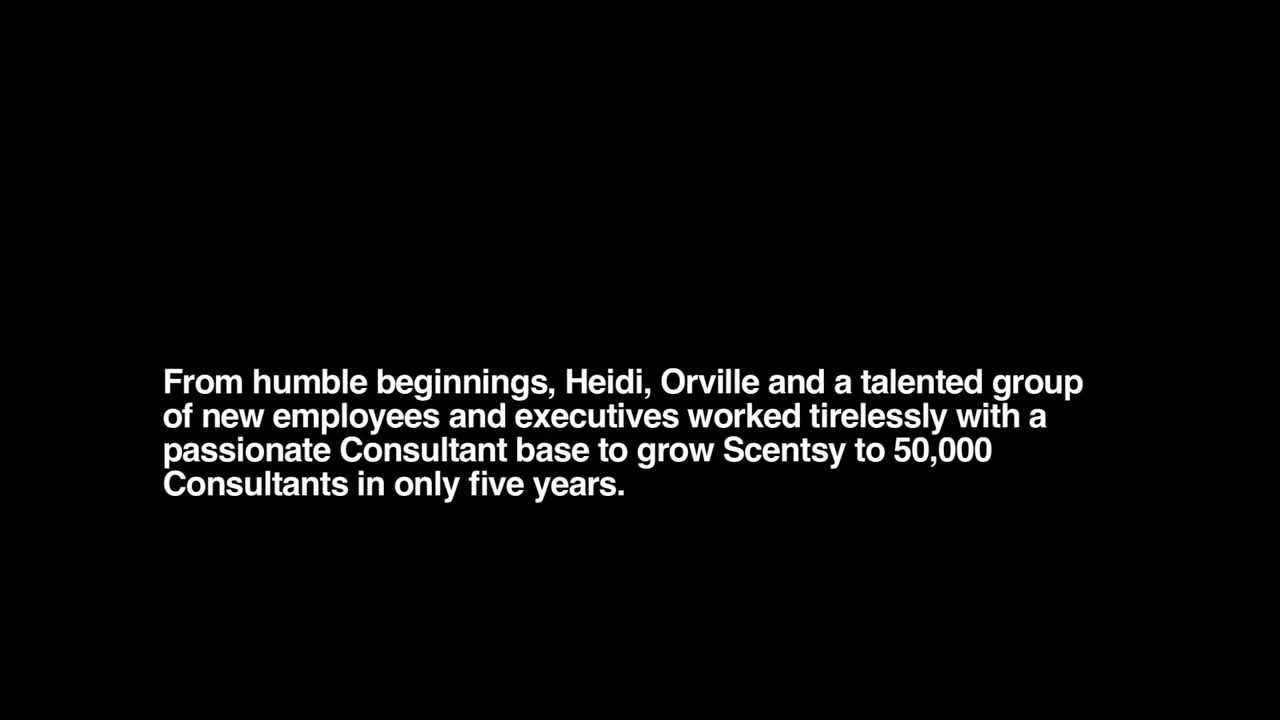 From humble beginnings, Heidi, Orville and a talented group
of new employees and executives worked tirelessly with a
passionate Consultant base to grow Scentsy to 50,000
Consultants in only five years.